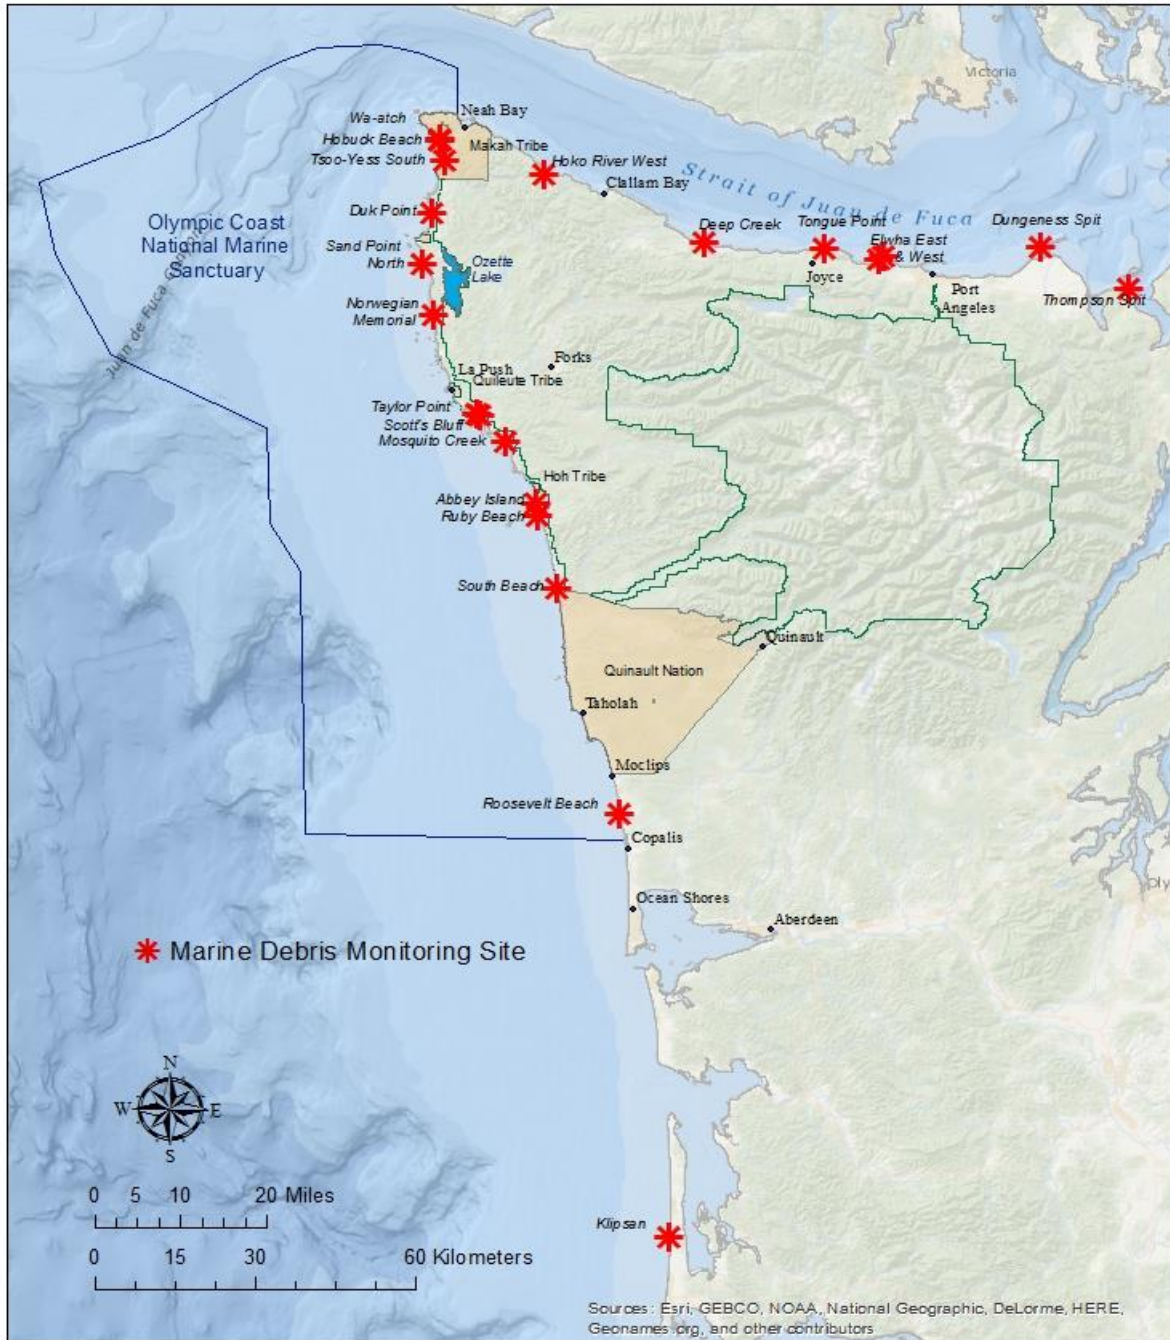 Victoria
Wa-atch
Neah Bay
Hobuck Beach
Makah Tribe
Tsoo-Yess South
Hoko River West
Clallam Bay
Strait of Juan de Fuca
Duk Point
Deep Creek
Tongue Point
Dungeness Spit
Olympic Coast
National Marine
Sanctuary
Sand Point
North
Ozette
Lake
Elwha East
& West
Joyce
Port
Angeles
Thompson Spit
Norwegian
Memorial
Juan de Fuca
Forks
La Push
Quileute Tribe
Taylor Point
Scott's Bluff
Mosquito Creek
Hoh Tribe
Abbey Island
Ruby Beach
South Beach
Quinault
Quinault Nation
Taholah
Moclips
Roosevelt Beach
Copalis
Oly
Ocean Shores
Aberdeen
Marine Debris Monitoring Site
N
W E
S
0 5 10 20 Miles
0 15 30 60 Kilometers
Klipsan
Sources: Esri, GEBCO, NOAA, National Geographic, DeLorme, HERE,
Geonames.org, and other contributors